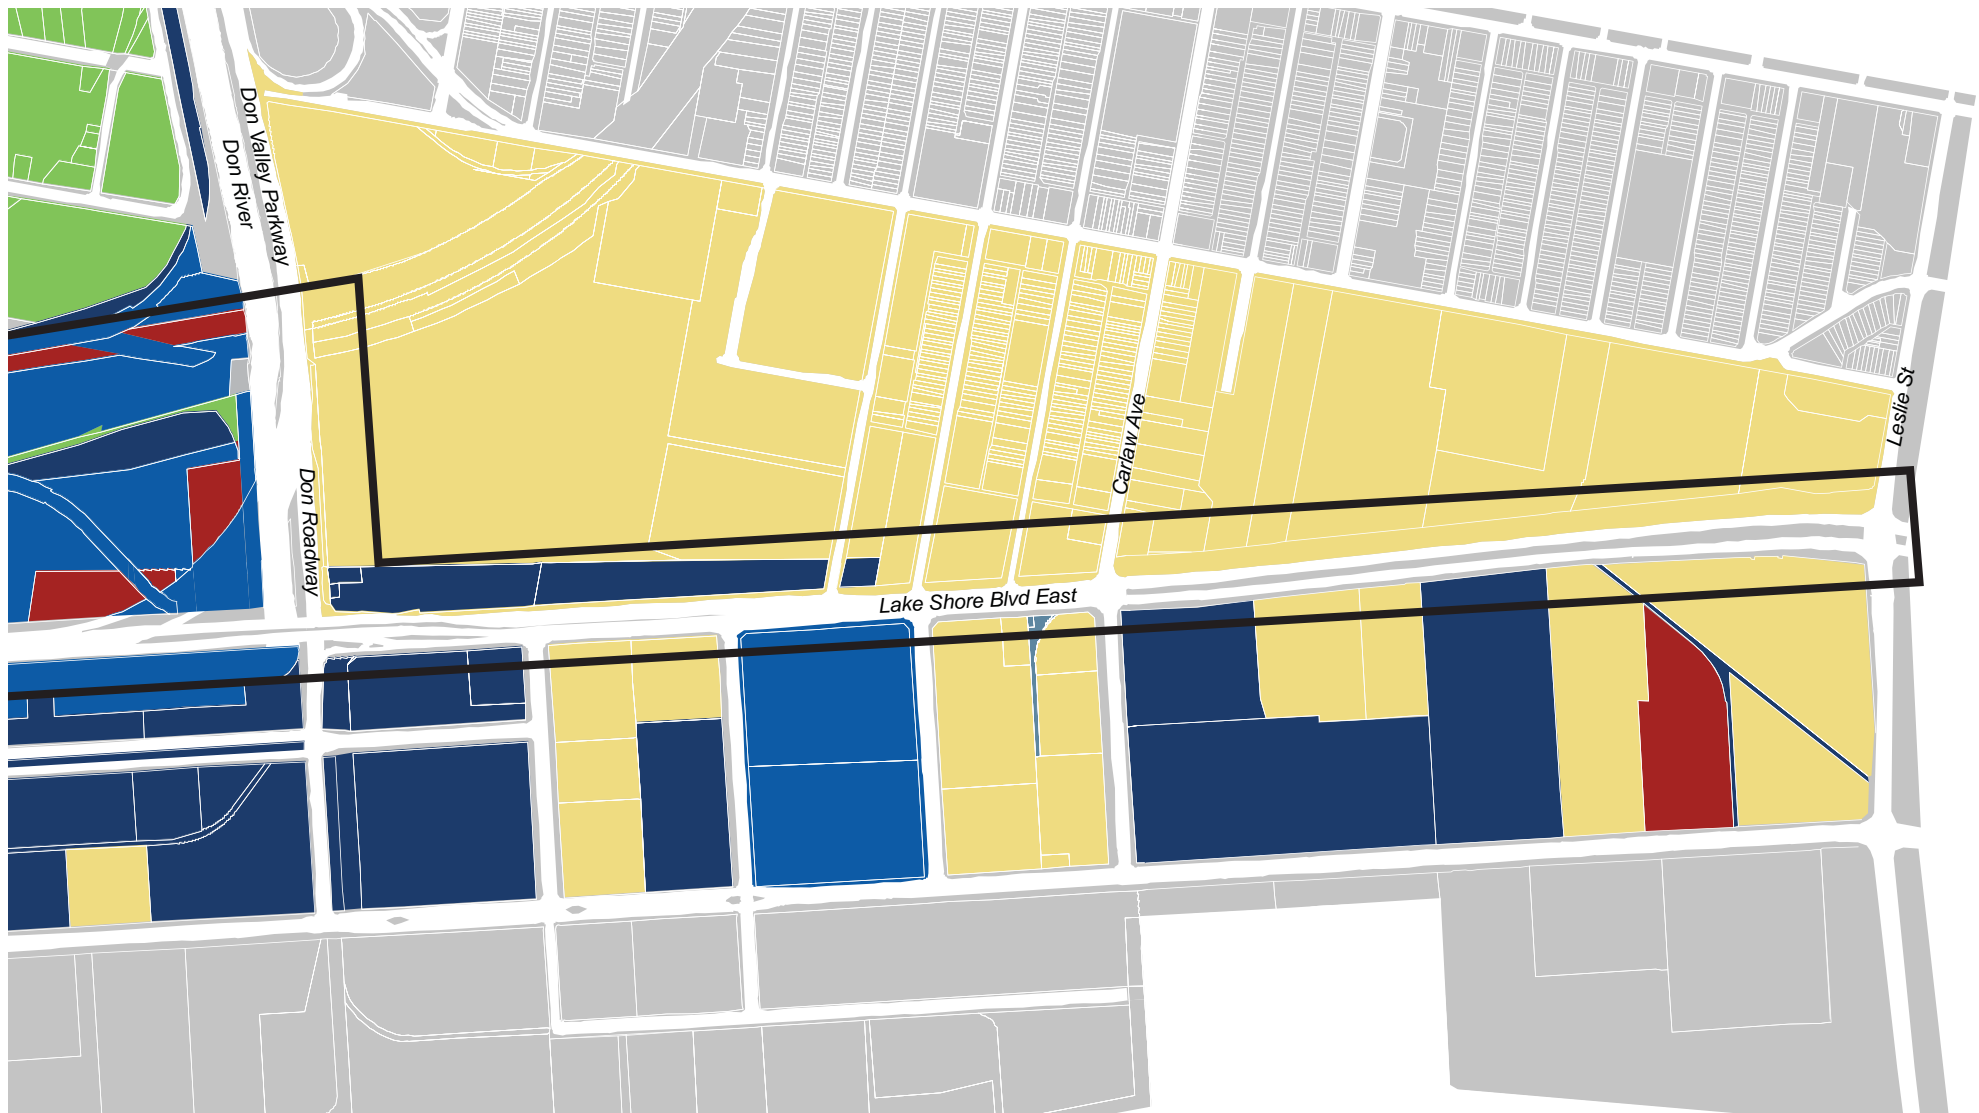 Don Valley Parkway
Don River
Leslie St
Carlaw Ave
Don Roadway
Lake Shore Blvd East